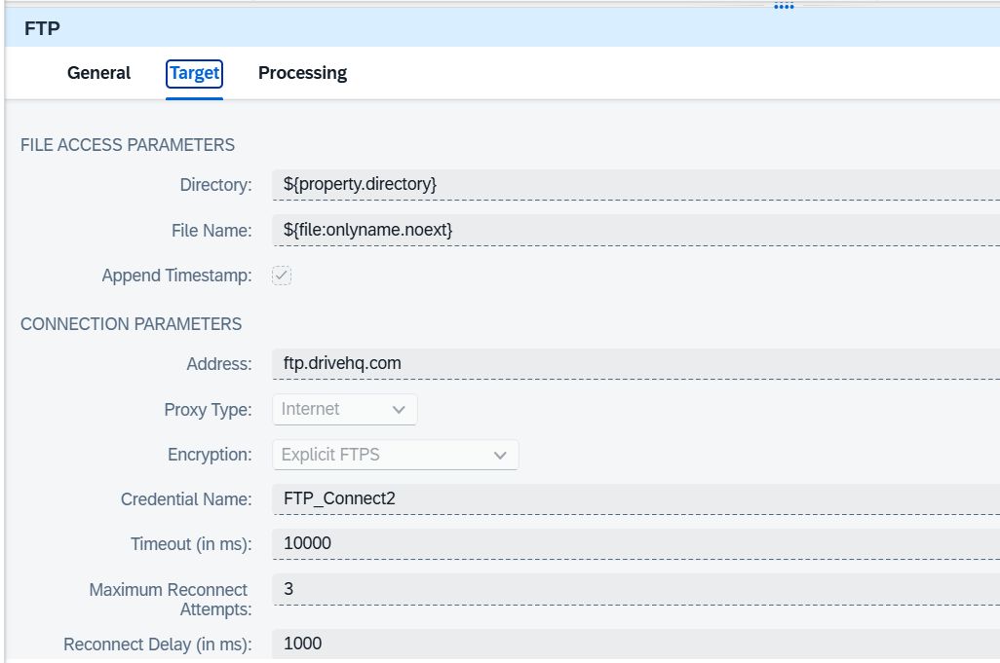 FTP
General Target Processing
FILE ACCESS PARAMETERS
Directory: ${property.directory}
File Name: ${file:onlyname.noext}
Append Timestamp:
CONNECTION PARAMETERS
Address: ftp.drivehq.com
Proxy Type: Internet
Encryption: Explicit FTPS
Credential Name: FTP_Connect2
Timeout (in ms): 10000
Maximum Reconnect
Attempts: 3
Reconnect Delay (in ms): 1000